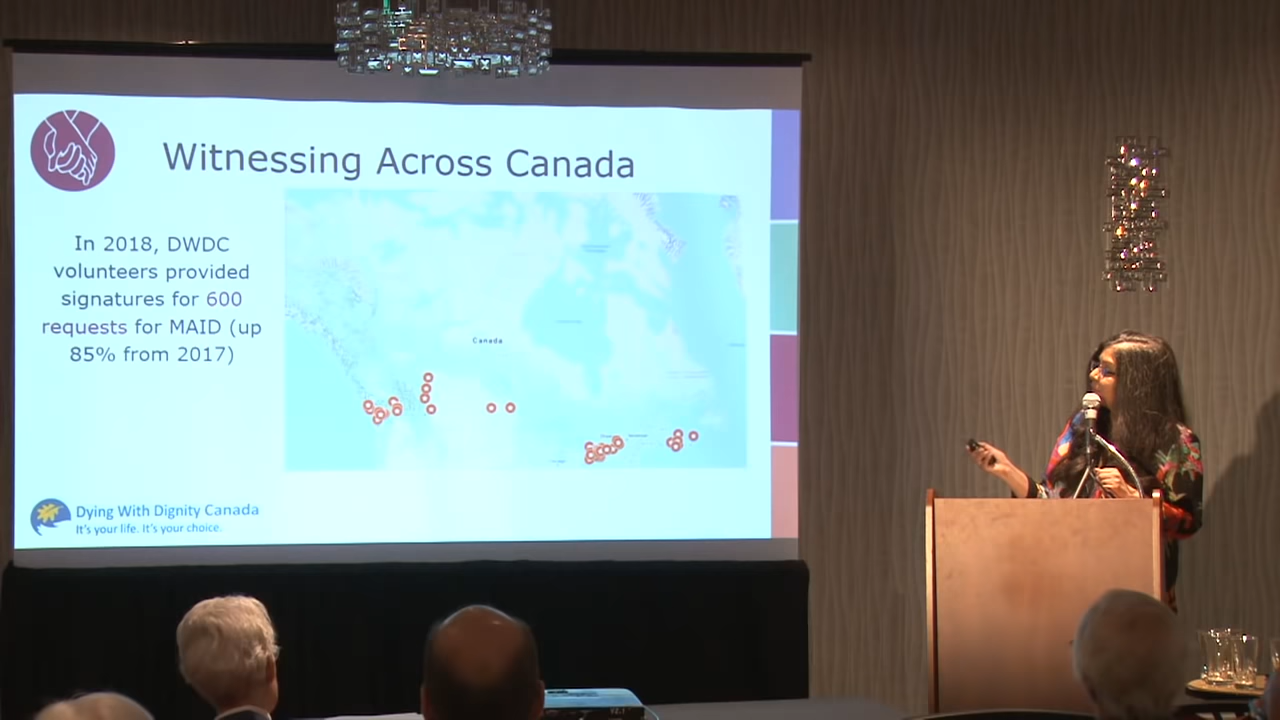 Witnessing Across Canada
In 2018, DWDC
volunteers provided
signatures for 600
requests for MAID (up
85% from 2017)
Canada
Dying With Dignity Canada
It's your life. It's your choice.